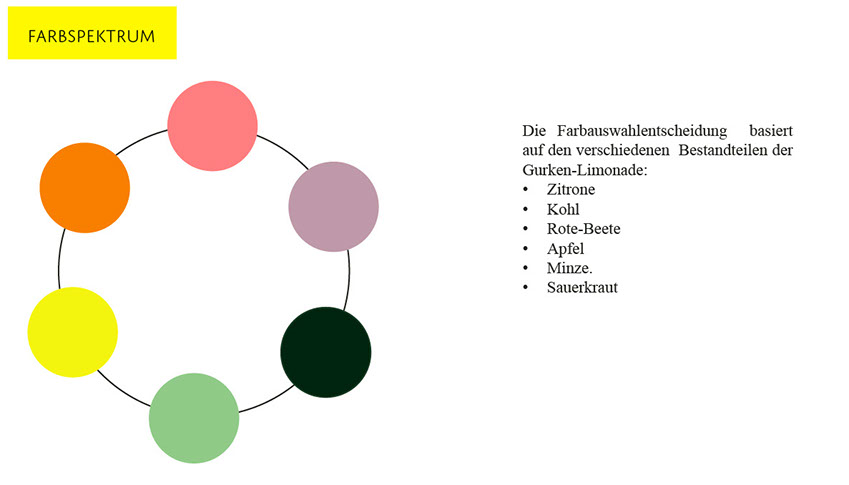 FARBSPEKTRUM
Die Farbauswahlentscheidung basiert
auf den verschiedenen Bestandteilen der
Gurken-Limonade:
• Zitrone
• Kohl
• Rote-Beete
• Apfel
• Minze.
• Sauerkraut